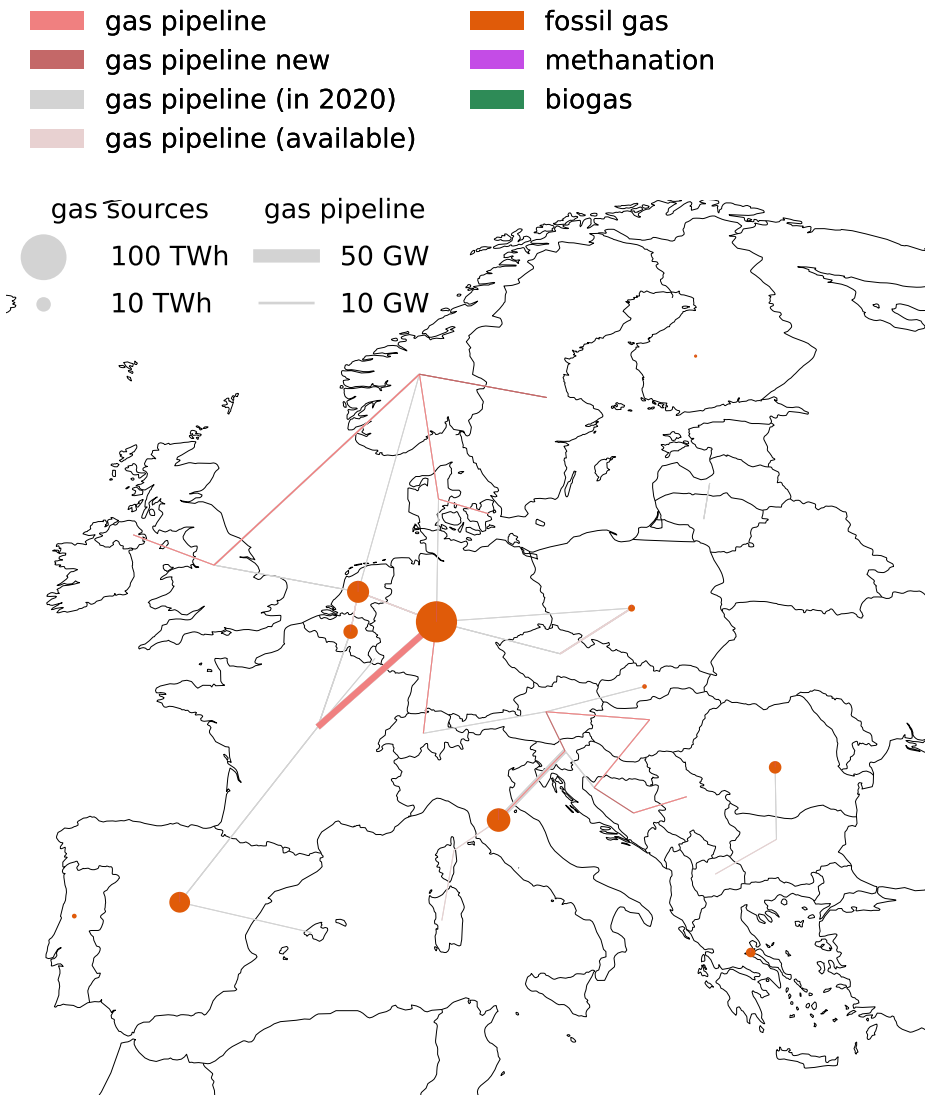 gas pipeline
gas pipeline new
gas pipeline (in 2020)
gas pipeline (available)
fossil gas
methanation
biogas
gas sources
100 TWh
10 TWh
gas pipeline
50 GW
10 GW